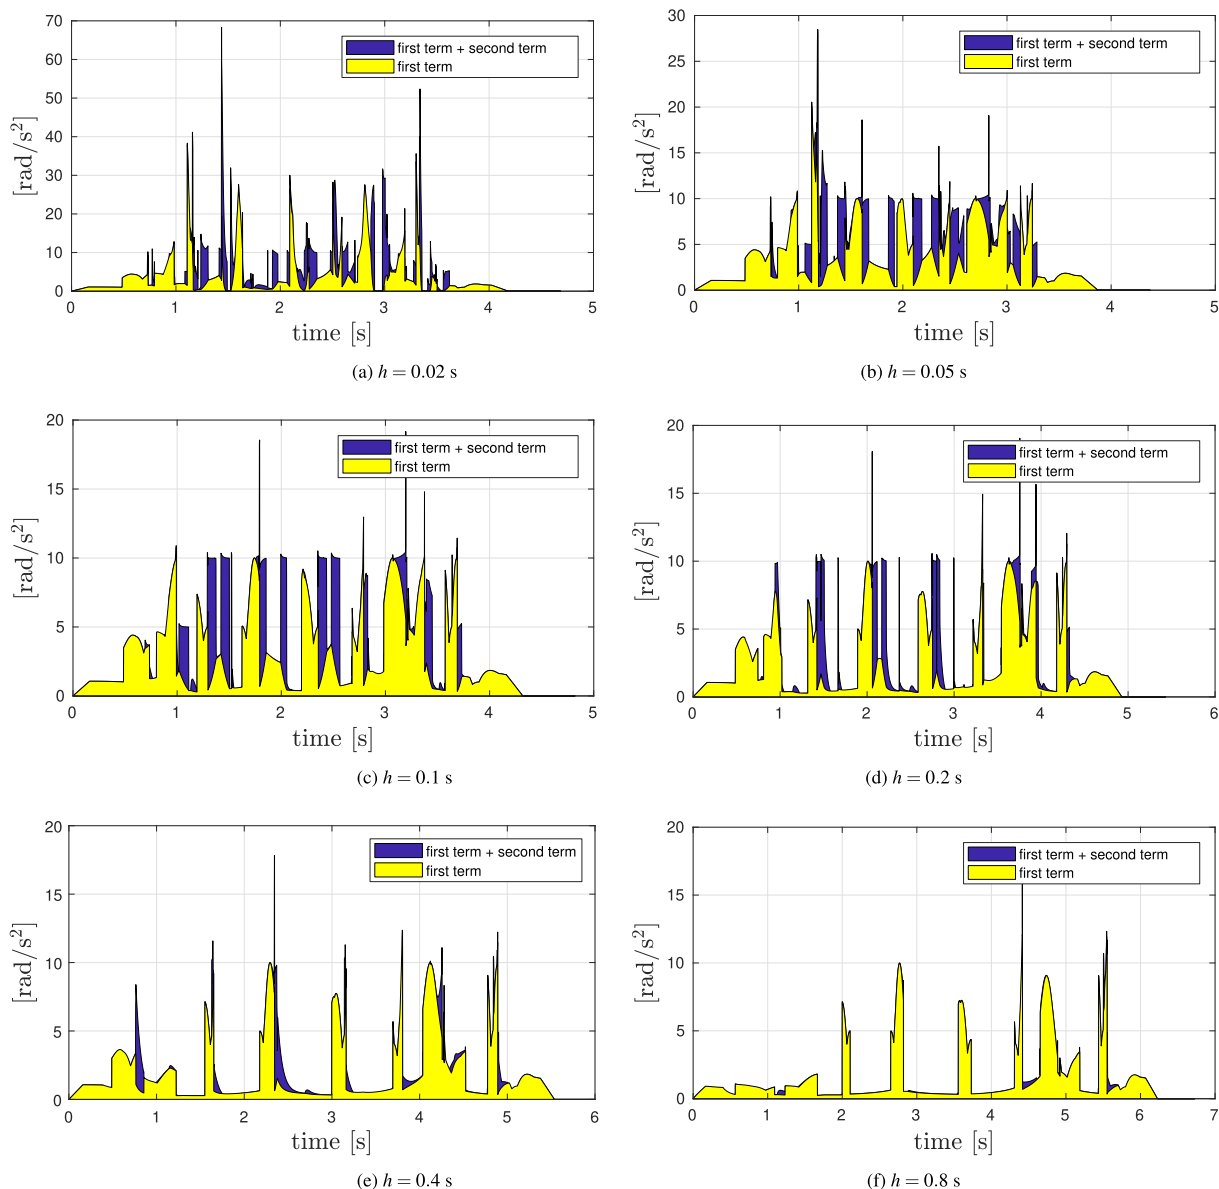 70
60
50
40
30
20
10
0
[rad/s²]
first term + second term
first term
0 1 2 3 4 5
time [s]
(a) h = 0.02 s
30
25
20
15
10
5
0
[rad/s²]
first term + second term
first term
0 1 2 3 4 5
time [s]
(b) h = 0.05 s
20
15
10
5
0
[rad/s²]
first term + second term
first term
0 1 2 3 4 5
time [s]
(c) h = 0.1 s
20
15
10
5
0
[rad/s²]
first term + second term
first term
0 1 2 3 4 5 6
time [s]
(d) h = 0.2 s
20
15
10
5
0
[rad/s²]
first term + second term
first term
0 1 2 3 4 5 6
time [s]
(e) h = 0.4 s
20
15
10
5
0
[rad/s²]
first term + second term
first term
0 1 2 3 4 5 6 7
time [s]
(f) h = 0.8 s